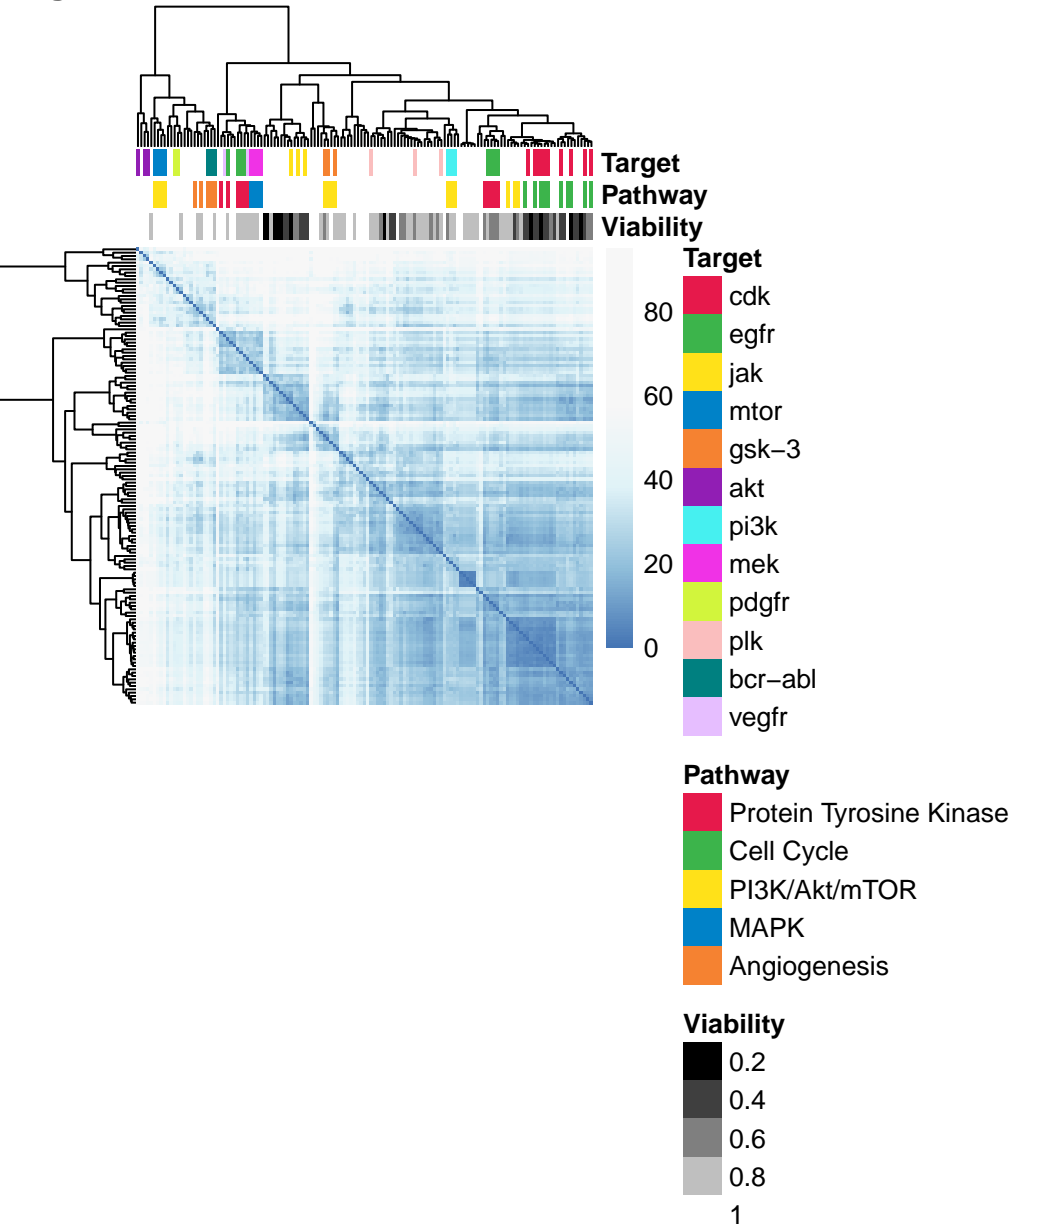 Target
Pathway
Viability
80
60
40
20
0
Target
cdk
egfr
jak
mtor
gsk−3
akt
pi3k
mek
pdgfr
plk
bcr−abl
vegfr
Pathway
Protein Tyrosine Kinase
Cell Cycle
PI3K/Akt/mTOR
MAPK
Angiogenesis
Viability
0.2
0.4
0.6
0.8
1